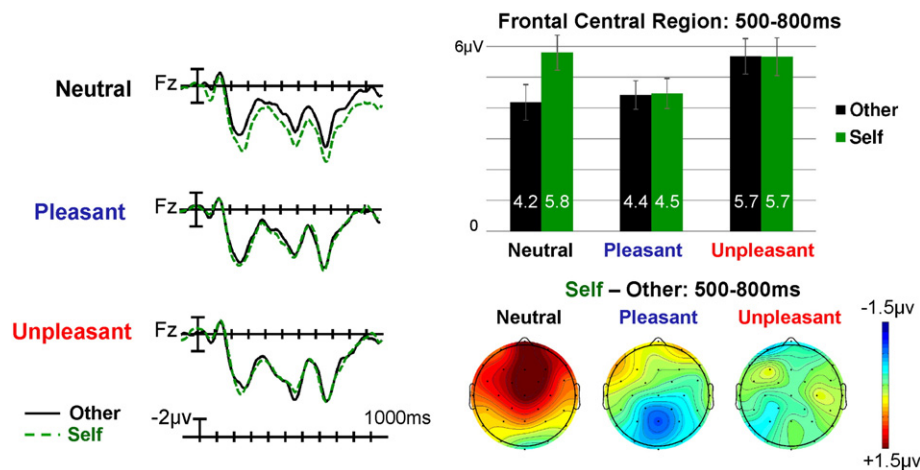 Neutral
Fz
Pleasant
Fz
Unpleasant
Fz
Other
Self
-2μv
1000ms
Frontal Central Region: 500-800ms
6μV
0
4.2 5.8 4.4 4.5 5.7 5.7
Neutral Pleasant Unpleasant
Other
Self
Self – Other: 500-800ms
Neutral Pleasant Unpleasant
-1.5μv
+1.5μv